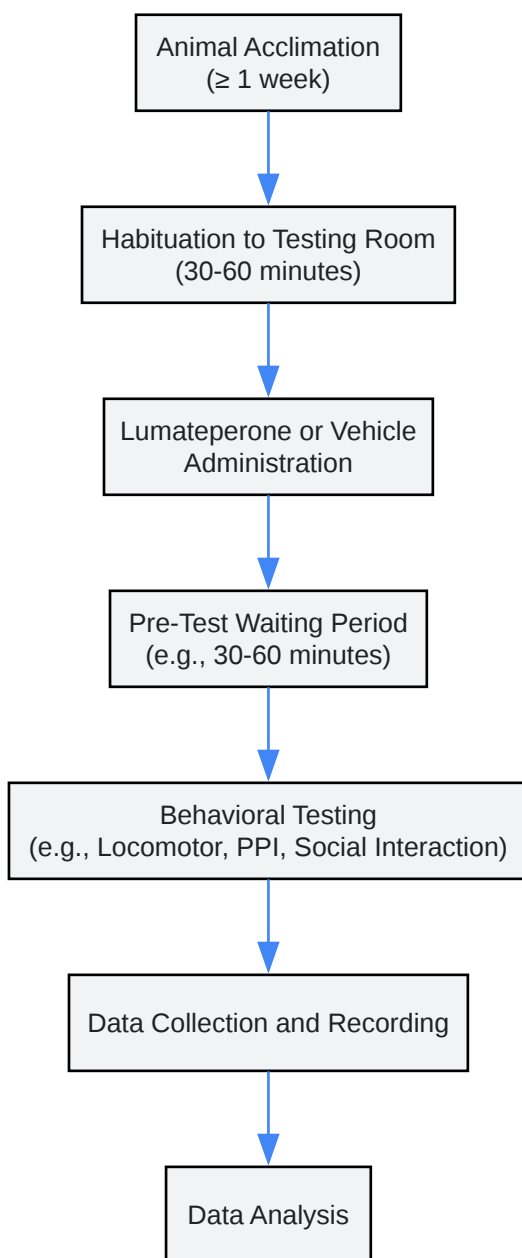 Animal Acclimation
(≥ 1 week)
Habituation to Testing Room
(30-60 minutes)
Lumateperone or Vehicle
Administration
Pre-Test Waiting Period
(e.g., 30-60 minutes)
Behavioral Testing
(e.g., Locomotor, PPI, Social Interaction)
Data Collection and Recording
Data Analysis